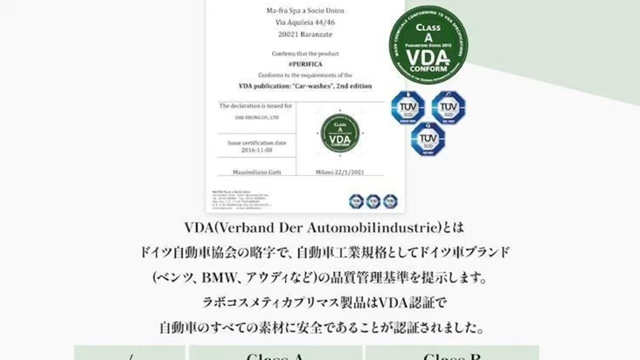 Ma-fra Spa a Socio Unico
Via Aquileia 44/46
20021 Baranzate
Confirms that the product
#PURIFICA
Conforms to the requirements of the
VDA publication: "Car-washes", 2nd edition
The declaration is issued for
Issue certification date
2016-11-08
Massimiliano Gatti
Milano 22/1/2021
CLASS
A
VDA
CONFORM
CLASS
A
VDA
CONFORM
TÜV
TÜV
TÜV
VDA(Verband Der Automobilindustrie)とは
ドイツ自動車協会の略字で、自動車工業規格としてドイツ車ブランド
(ベンツ、BMW、アウディなど)の品質管理基準を提示します。
ラボコスメティカプリマス製品はVDA認証で
自動車のすべての素材に安全であることが認証されました。
/
Class A
Class B